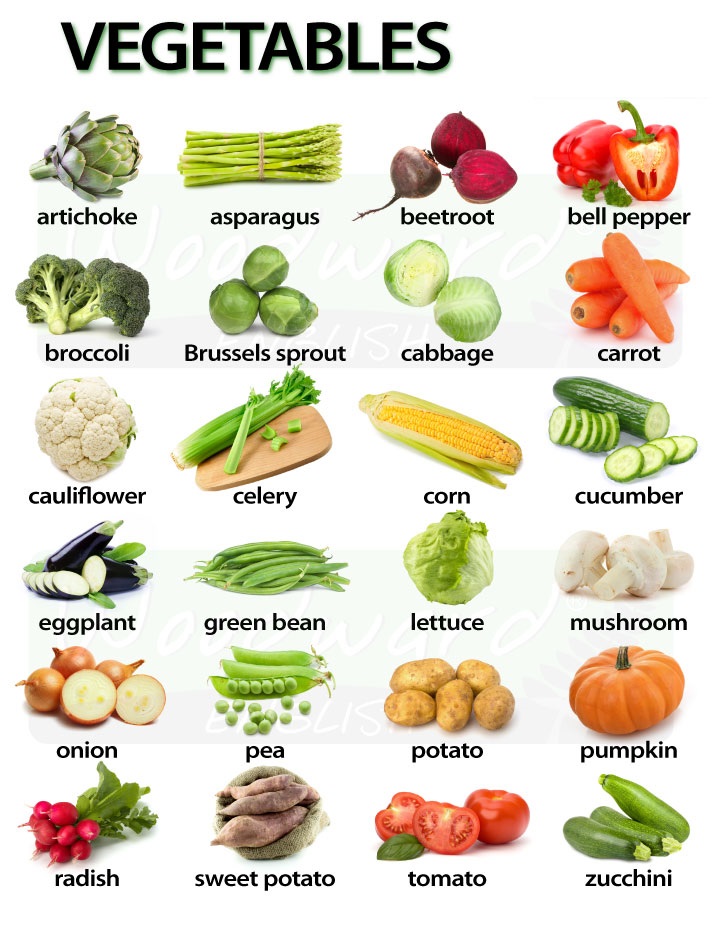 VEGETABLES
artichoke asparagus beetroot bell pepper
broccoli Brussels sprout cabbage carrot
cauliflower celery corn cucumber
eggplant green bean lettuce mushroom
onion pea potato pumpkin
radish sweet potato tomato zucchini
Woodward ®
ENGLISH
Woodward ®
ENGLISH